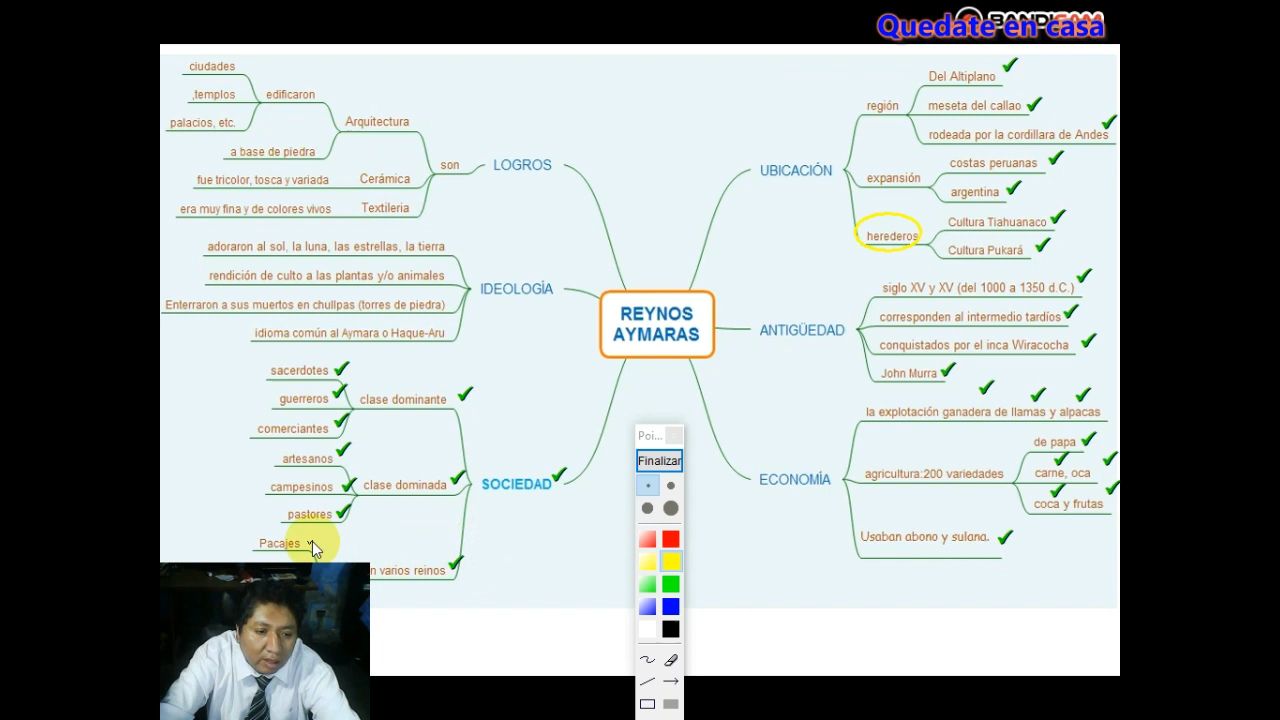 BANDICAM
Quedate en casa
ciudades
,templos
palacios, etc.
edificaron
a base de piedra
Arquitectura
fue tricolor, tosca y variada
Cerámica
era muy fina y de colores vivos
Textileria
son
LOGROS
adoraron al sol, la luna, las estrellas, la tierra
rendición de culto a las plantas y/o animales
Enterraron a sus muertos en chullpas (torres de piedra)
idioma común al Aymara o Haque-Aru
IDEOLOGÍA
sacerdotes
guerreros
comerciantes
clase dominante
artesanos
campesinos
pastores
clase dominada
Pacajes
n varios reinos
SOCIEDAD
REYNOS
AYMARAS
UBICACIÓN
región
Del Altiplano
meseta del callao
rodeada por la cordillara de Andes
expansión
costas peruanas
argentina
herederos
Cultura Tiahuanaco
Cultura Pukará
ANTIGÜEDAD
siglo XV y XV (del 1000 a 1350 d.C.)
corresponden al intermedio tardíos
conquistados por el inca Wiracocha
John Murra
ECONOMÍA
la explotación ganadera de llamas y alpacas
agricultura:200 variedades
de papa
carne, oca
coca y frutas
Usaban abono y sulana.
Poi...
Finalizar